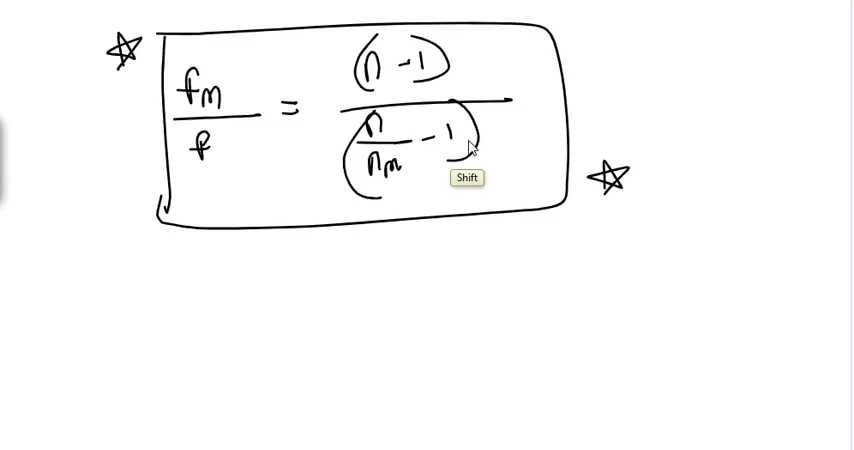 fm/f = (n-1)/(n/nm - 1)
Shift